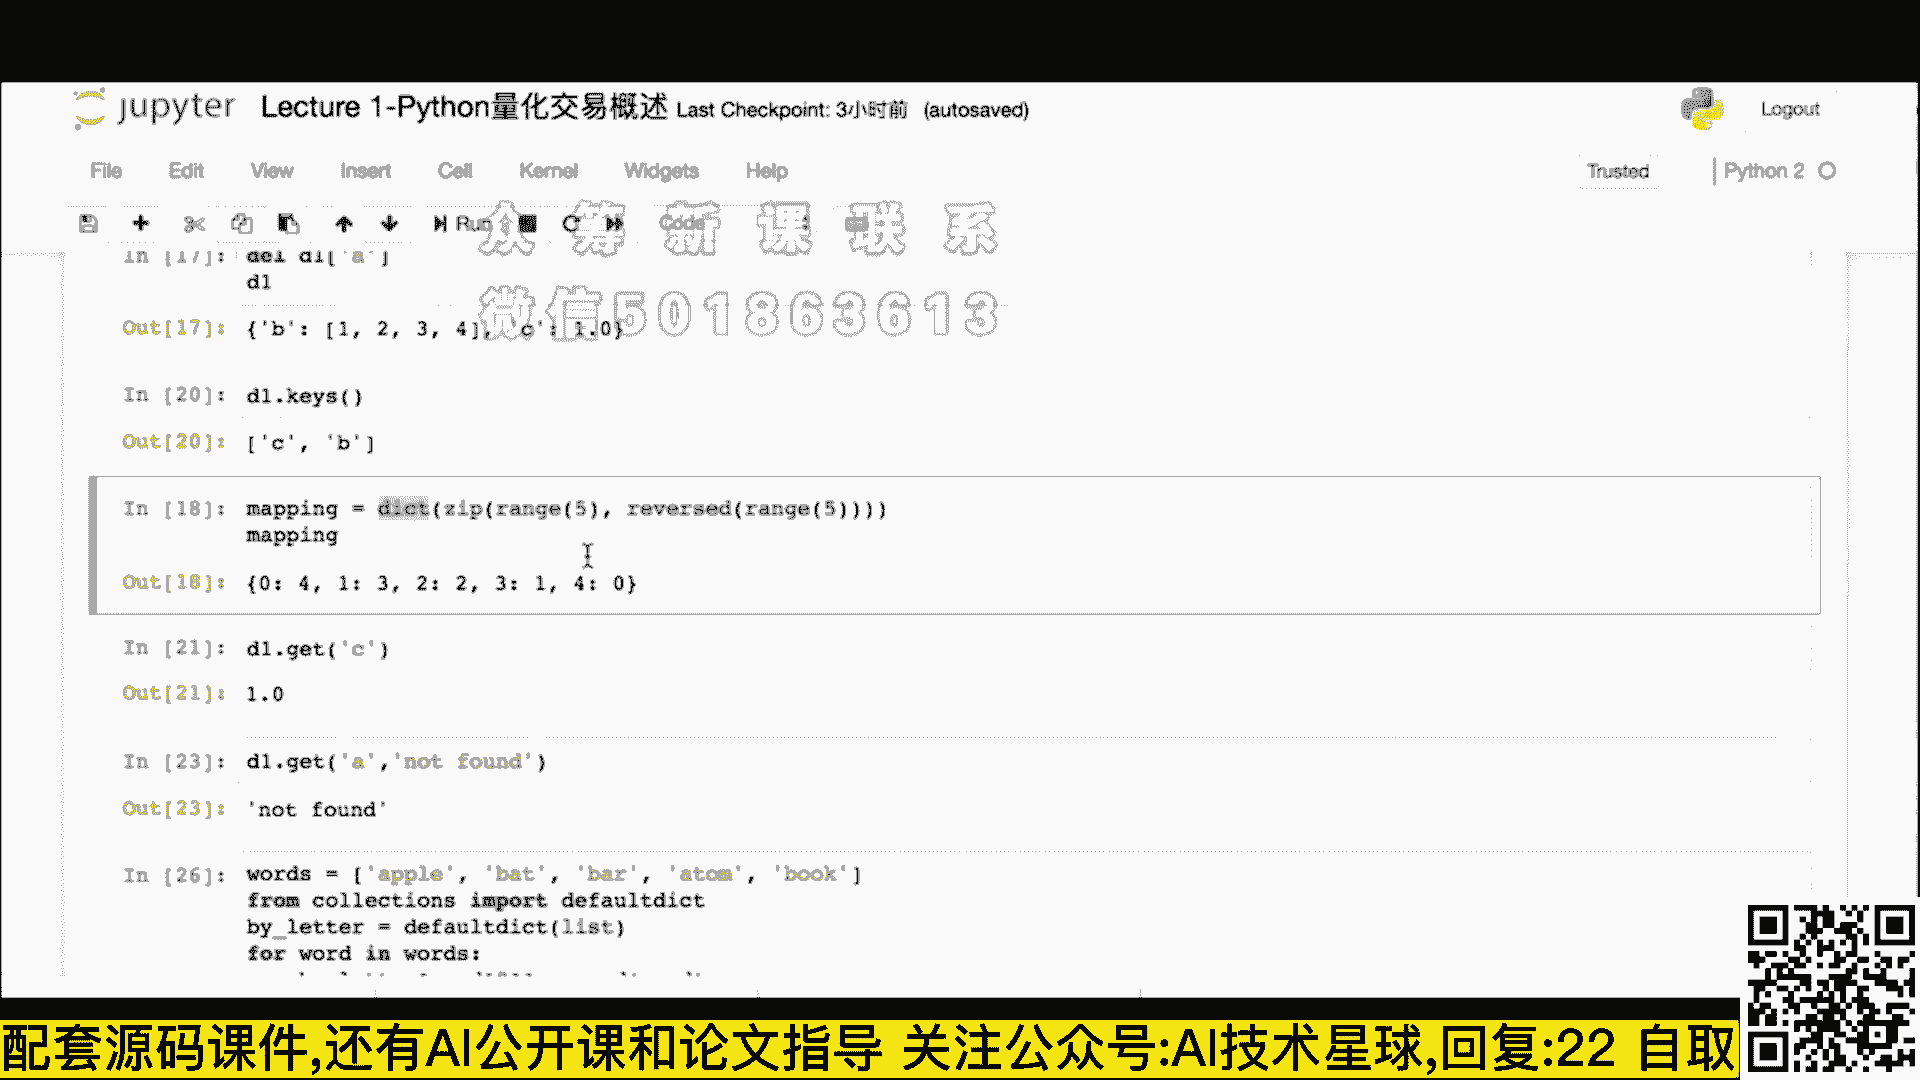 jupyter Lecture 1-Python量化交易概述 Last Checkpoint: 3小时前 (autosaved) Logout
File Edit View Insert Cell Kernel Widgets Help Trusted Python 2
Run Code
众筹新课联系
In [17]: del d1['a']
d1
微信501863613
Out[17]: {'b': [1, 2, 3, 4], 'c': 1.0}
In [20]: d1.keys()
Out[20]: ['c', 'b']
In [18]: mapping = dict(zip(range(5), reversed(range(5))))
mapping
Out[18]: {0: 4, 1: 3, 2: 2, 3: 1, 4: 0}
In [21]: d1.get('c')
Out[21]: 1.0
In [23]: d1.get('a','not found')
Out[23]: 'not found'
In [26]: words = ['apple', 'bat', 'bar', 'atom', 'book']
from collections import defaultdict
by_letter = defaultdict(list)
for word in words:
配套源码课件,还有AI公开课和论文指导 关注公众号:AI技术星球,回复:22 自取